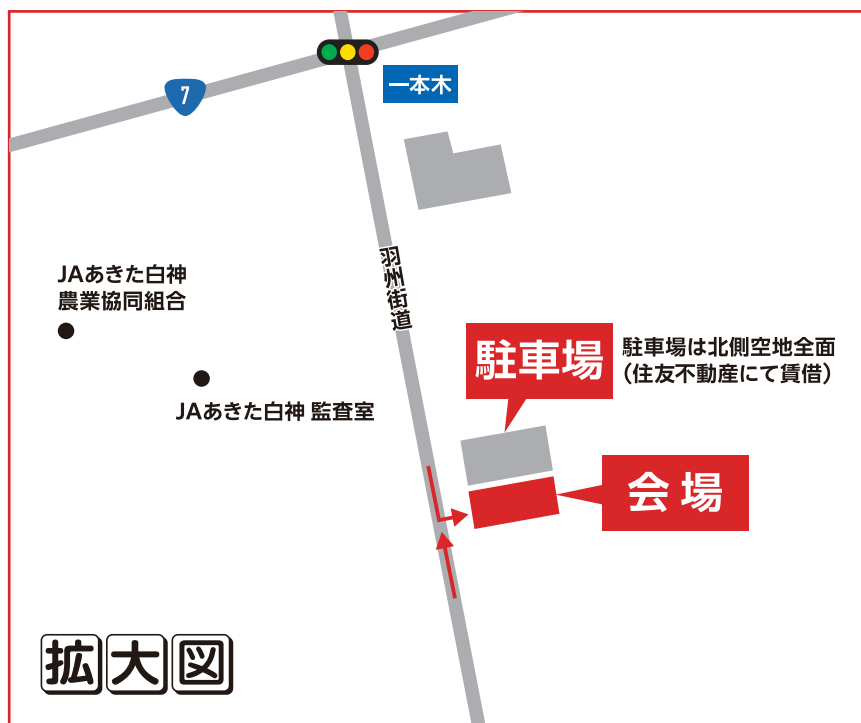 一本木
7
羽州街道
JAあきた白神
農業協同組合
JAあきた白神 監査室
駐車場
駐車場は北側空地全面
(住友不動産にて賃借)
会場
拡大図